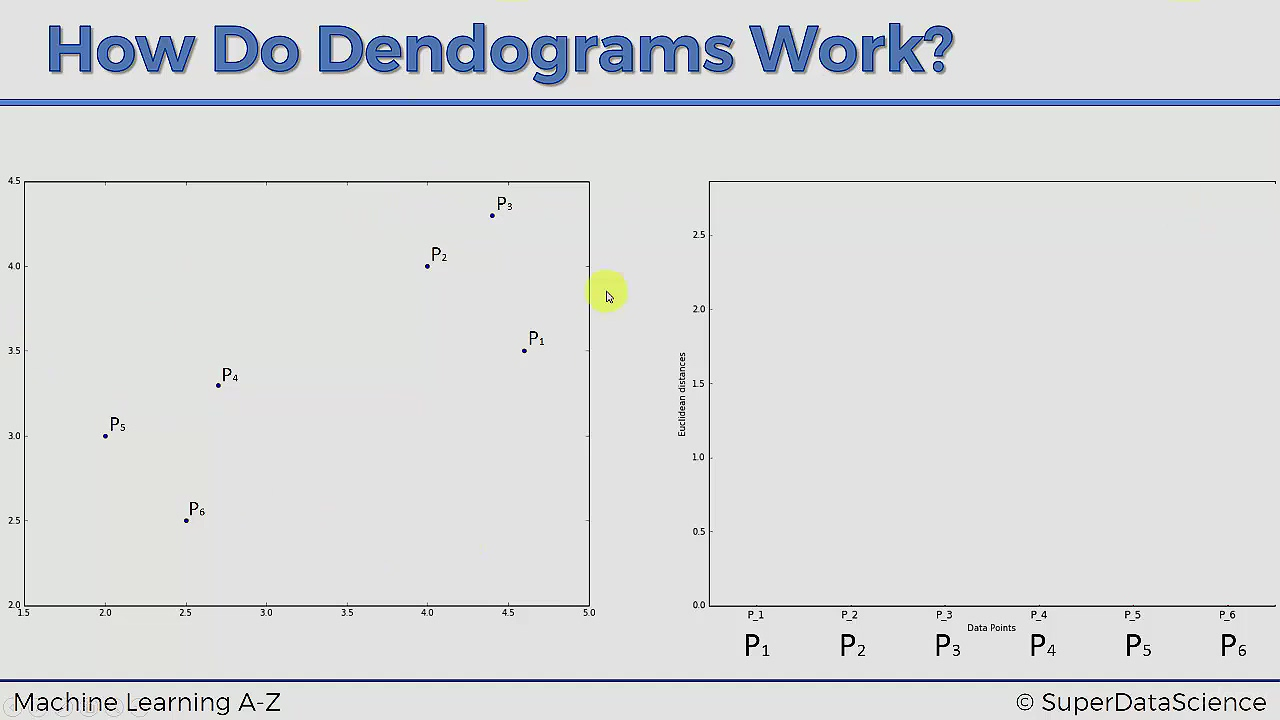 How Do Dendograms Work?
4.5
4.0
3.5
3.0
2.5
2.0
1.5 2.0 2.5 3.0 3.5 4.0 4.5 5.0
P₃
P₂
P₁
P₄
P₅
P₆
Euclidean distances
2.5
2.0
1.5
1.0
0.5
0.0
P_1 P_2 P_3 P_4 P_5 P_6
Data Points
P₁ P₂ P₃ P₄ P₅ P₆
Machine Learning A-Z
© SuperDataScience